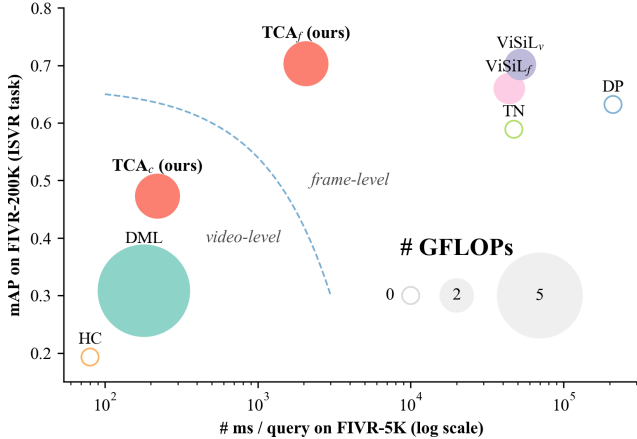 0.8
0.7
0.6
0.5
0.4
0.3
0.2
mAP on FIVR-200K (ISVR task)
TCA_f (ours)
ViSiL_v
ViSiL_f
DP
TN
TCA_c (ours)
frame-level
video-level
DML
HC
# GFLOPs
0
2
5
10^2
10^3
10^4
10^5
# ms / query on FIVR-5K (log scale)